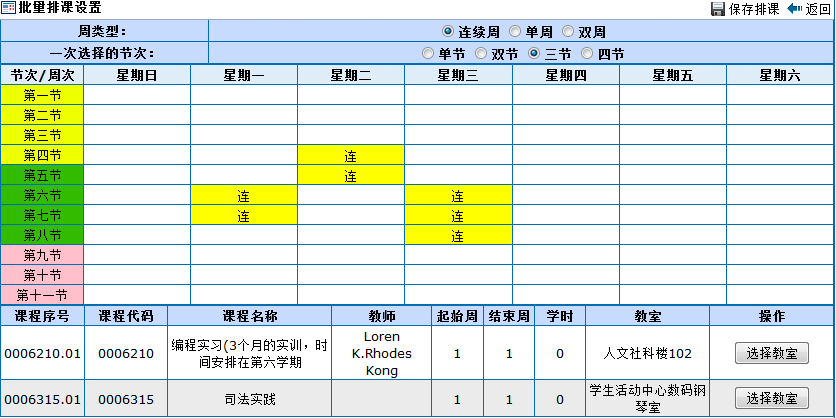 批量排课设置 保存排课 返回
周类型： 连续周 单周 双周
一次选择的节次： 单节 双节 三节 四节
节次/周次 星期日 星期一 星期二 星期三 星期四 星期五 星期六
第一节
第二节
第三节
第四节 连
第五节 连
第六节 连 连
第七节 连 连
第八节 连
第九节
第十节
第十一节
课程序号 课程代码 课程名称 教师 起始周 结束周 学时 教室 操作
0006210.01 0006210 编程实习(3个月的实训，时
间安排在第六学期 Loren
K.Rhodes
Kong 1 1 0 人文社科楼102 选择教室
0006315.01 0006315 司法实践 1 1 0 学生活动中心数码钢
琴室 选择教室